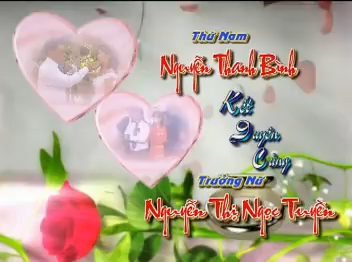 Thứ Nam
Nguyễn Thanh Bình
Kết
Duyên
Cùng
Trưởng Nữ
Nguyễn Thị Ngọc Tuyền